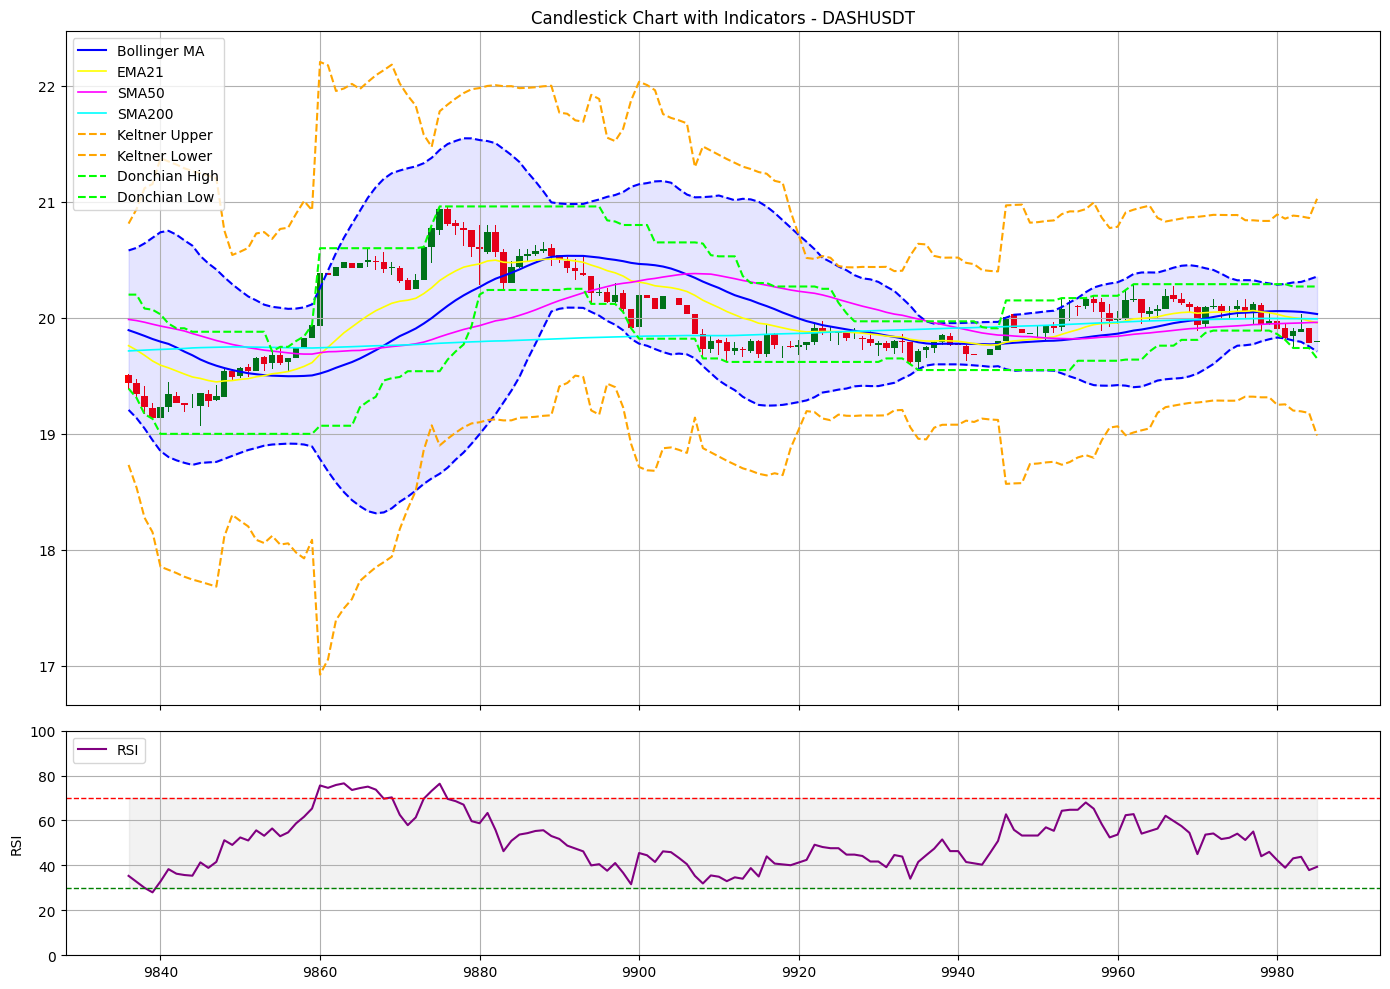 Candlestick Chart with Indicators - DASHUSDT
Bollinger MA
EMA21
SMA50
SMA200
Keltner Upper
Keltner Lower
Donchian High
Donchian Low
22
21
20
19
18
17
RSI
100
80
60
40
20
0
RSI
9840 9860 9880 9900 9920 9940 9960 9980